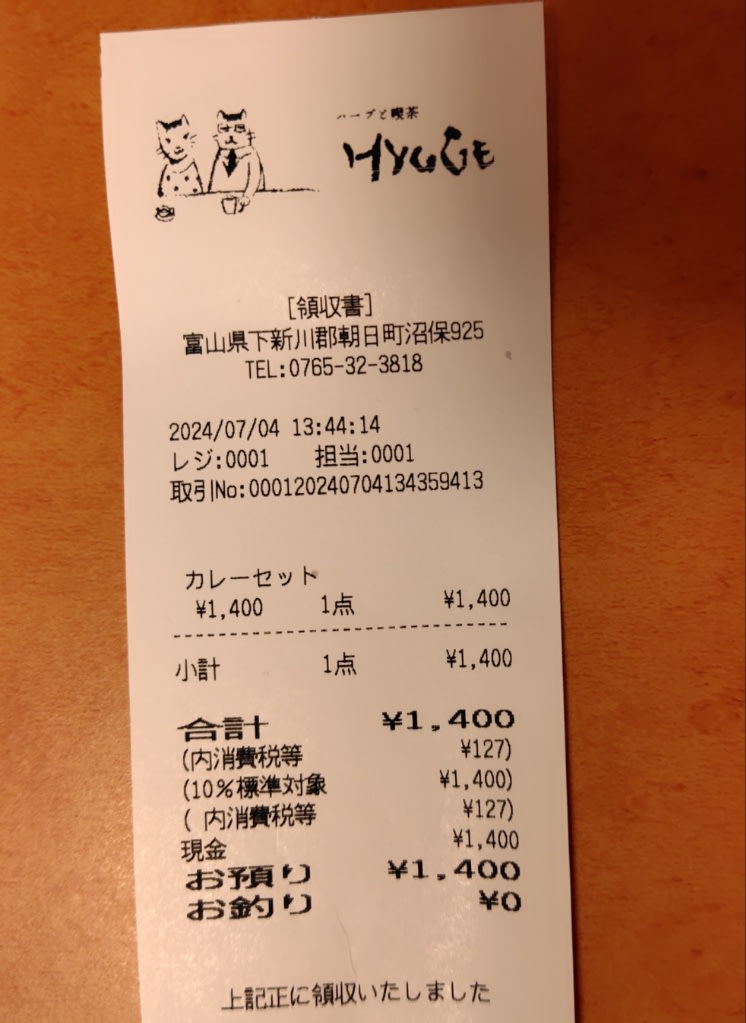 ハーブと喫茶
HYGGE
[領収書]
富山県下新川郡朝日町沼保925
TEL:0765-32-3818
2024/07/04 13:44:14
レジ:0001 担当:0001
取引No:000120240704134359413
カレーセット
¥1,400 1点 ¥1,400
小計 1点 ¥1,400
合計 ¥1,400
(内消費税等 ¥127)
(10%標準対象 ¥1,400)
( 内消費税等 ¥127)
現金 ¥1,400
お預り ¥1,400
お釣り ¥0
上記正に領収いたしました